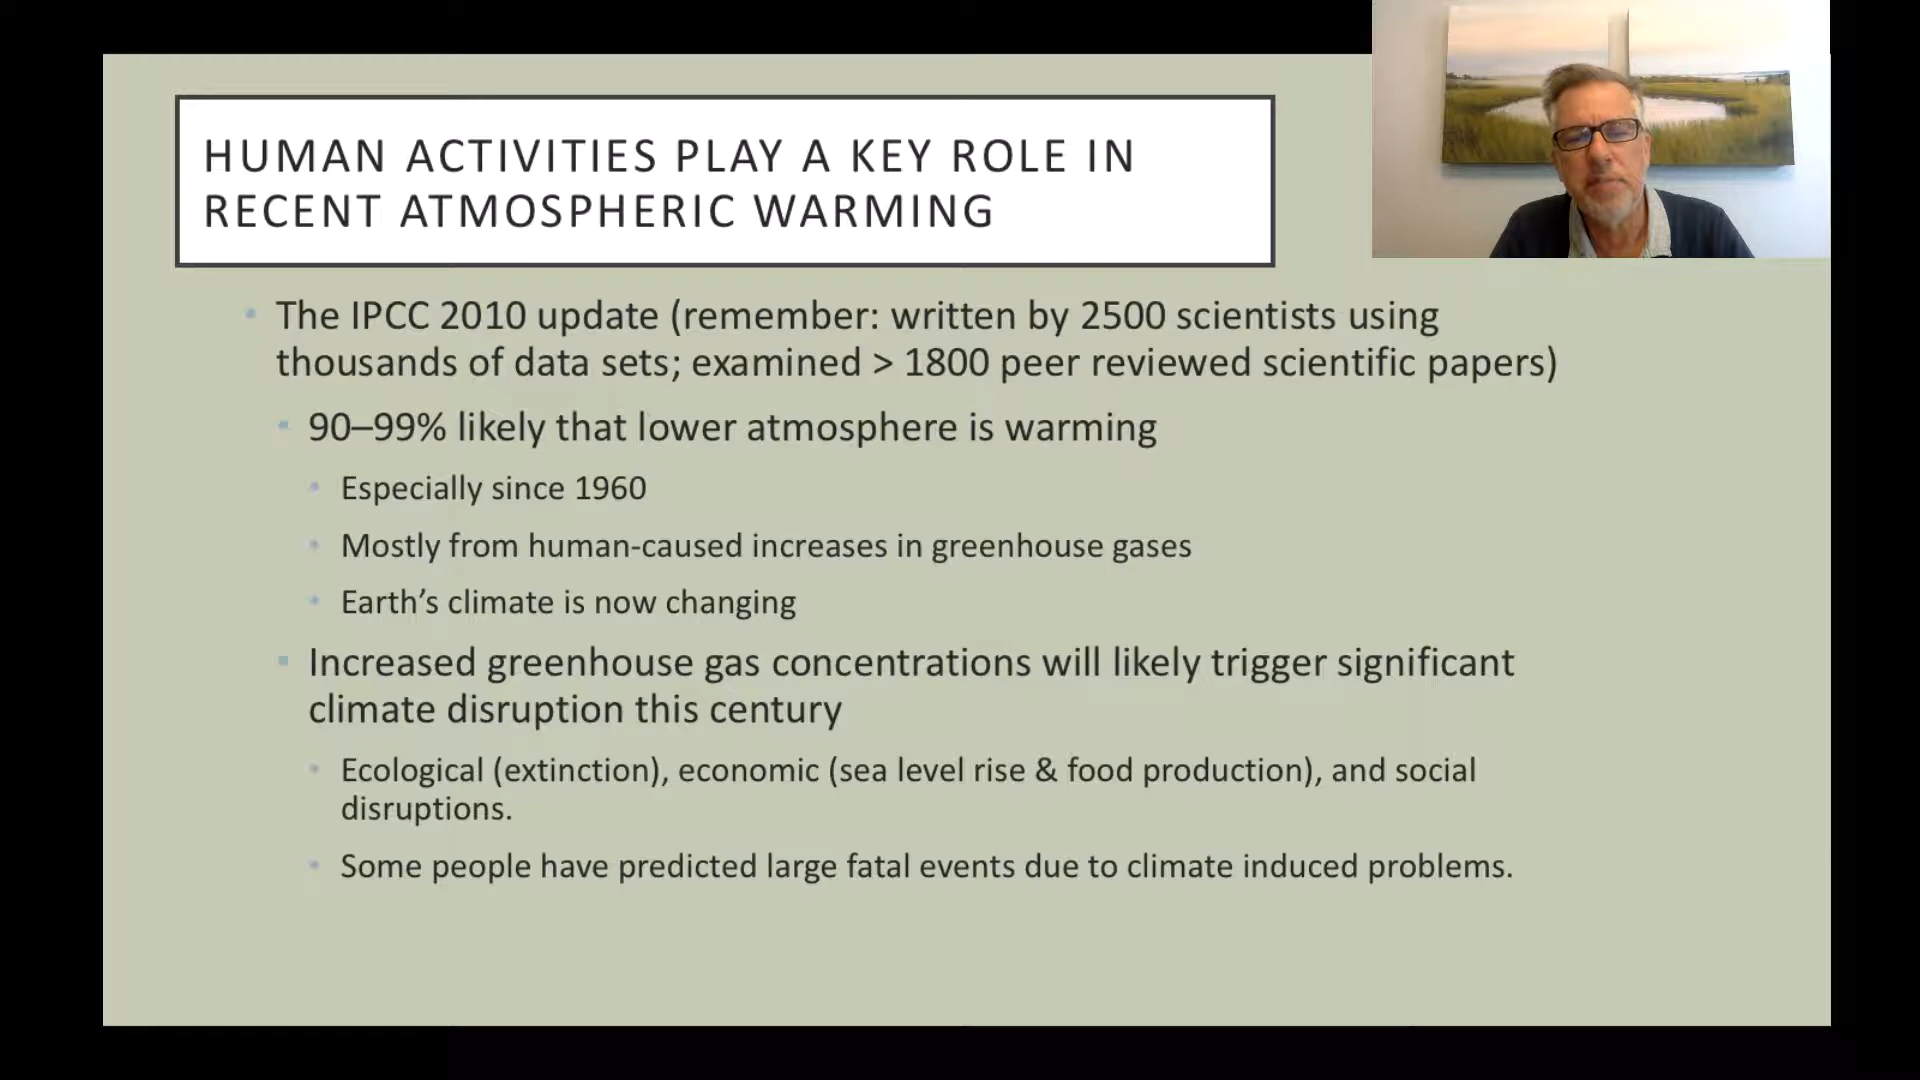 HUMAN ACTIVITIES PLAY A KEY ROLE IN
RECENT ATMOSPHERIC WARMING
The IPCC 2010 update (remember: written by 2500 scientists using
thousands of data sets; examined > 1800 peer reviewed scientific papers)
90–99% likely that lower atmosphere is warming
Especially since 1960
Mostly from human-caused increases in greenhouse gases
Earth’s climate is now changing
Increased greenhouse gas concentrations will likely trigger significant
climate disruption this century
Ecological (extinction), economic (sea level rise & food production), and social
disruptions.
Some people have predicted large fatal events due to climate induced problems.